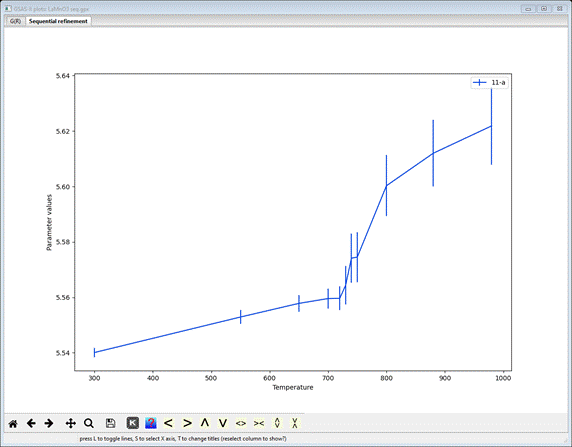 GSAS-II plots: LaMnO3 seq.gpx
G(R) Sequential refinement
11-a
5.64
5.62
5.60
5.58
5.56
5.54
Parameter values
300 400 500 600 700 800 900 1000
Temperature
K
press L to toggle lines, S to select X axis, T to change titles (reselect column to show?)